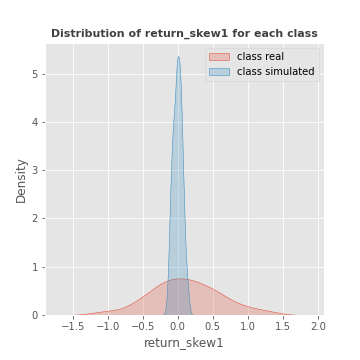 Distribution of return_skew1 for each class
class real
class simulated
Density
5
4
3
2
1
0
−1.5 −1.0 −0.5 0.0 0.5 1.0 1.5 2.0
return_skew1